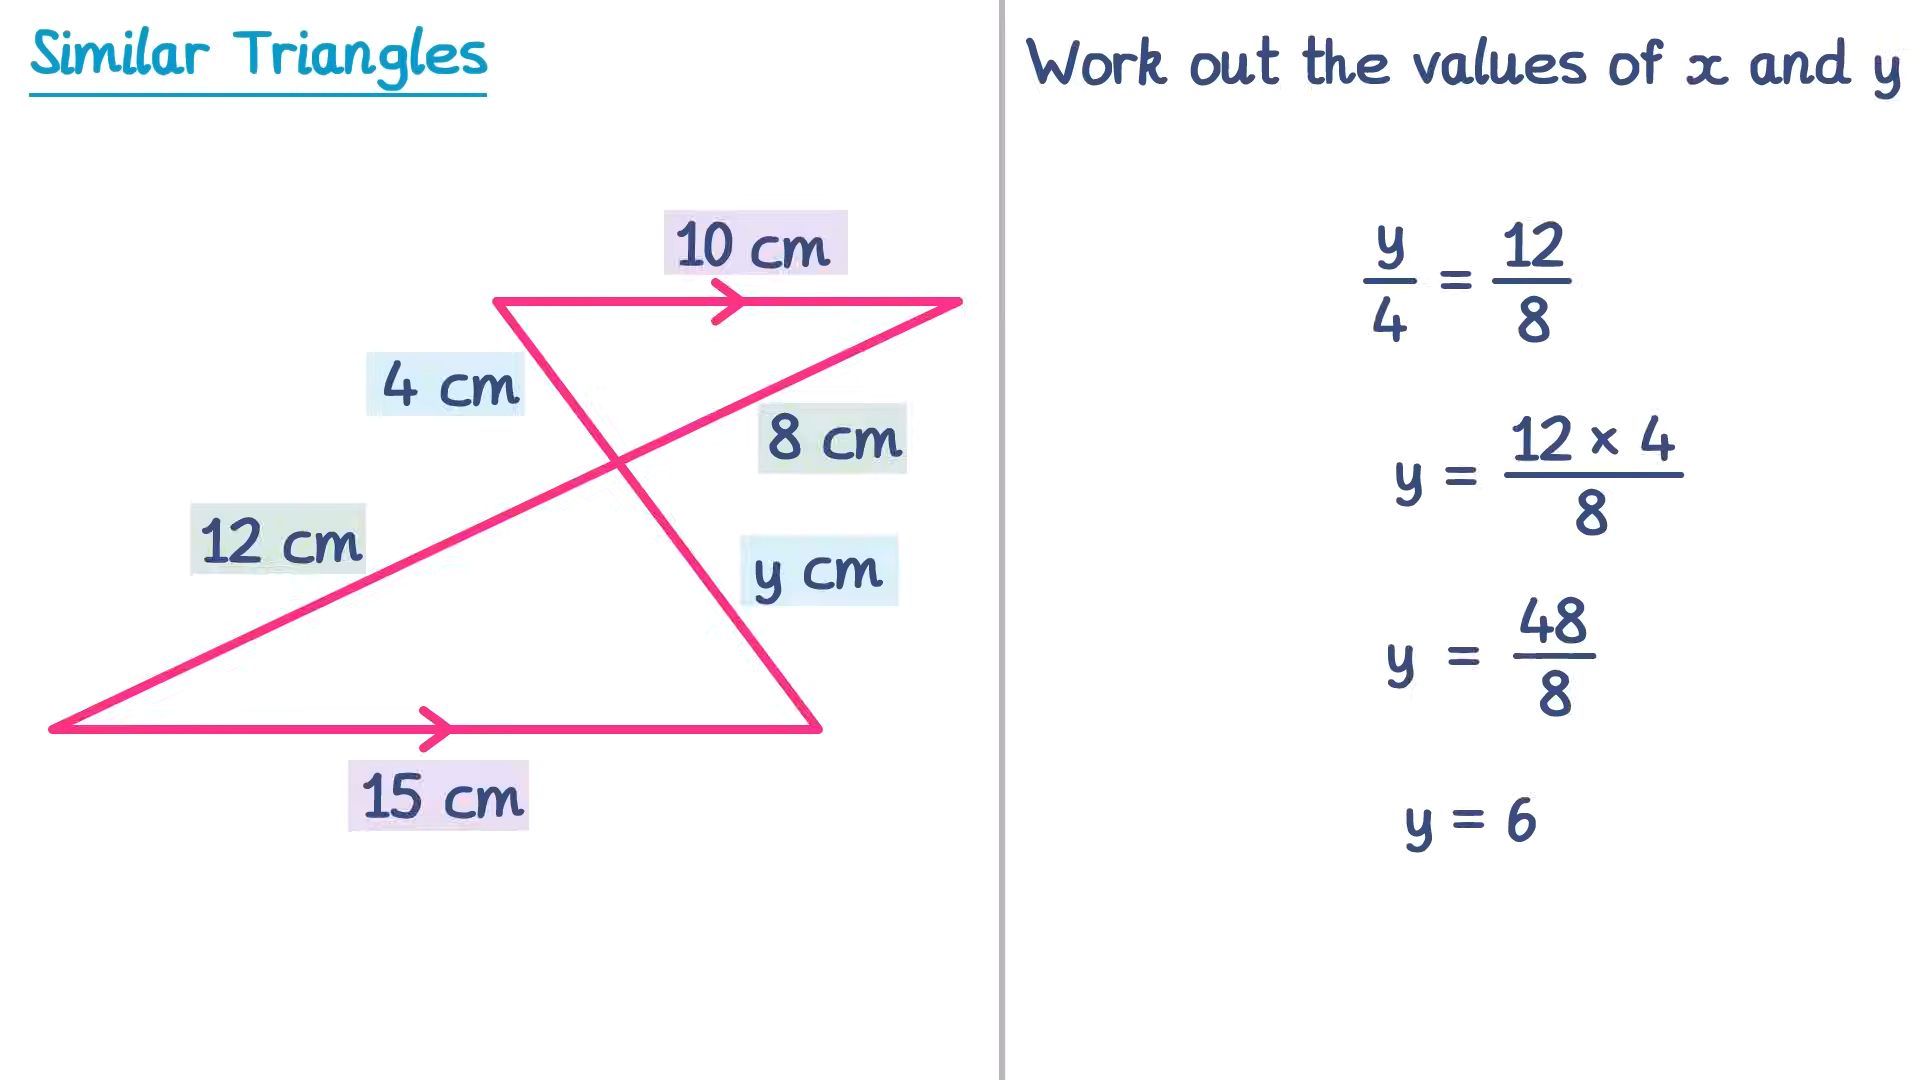 Similar Triangles
10 cm
4 cm
8 cm
12 cm
y cm
15 cm
Work out the values of x and y
y/4 = 12/8
y = 12 × 4/8
y = 48/8
y = 6